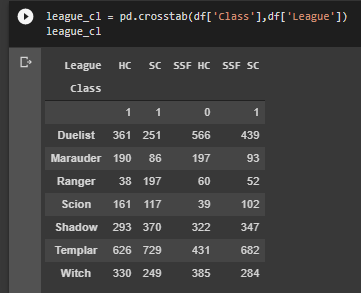 league_cl = pd.crosstab(df['Class'],df['League'])
league_cl
League HC SC SSF HC SSF SC
Class
1 1 0 1
Duelist 361 251 566 439
Marauder 190 86 197 93
Ranger 38 197 60 52
Scion 161 117 39 102
Shadow 293 370 322 347
Templar 626 729 431 682
Witch 330 249 385 284